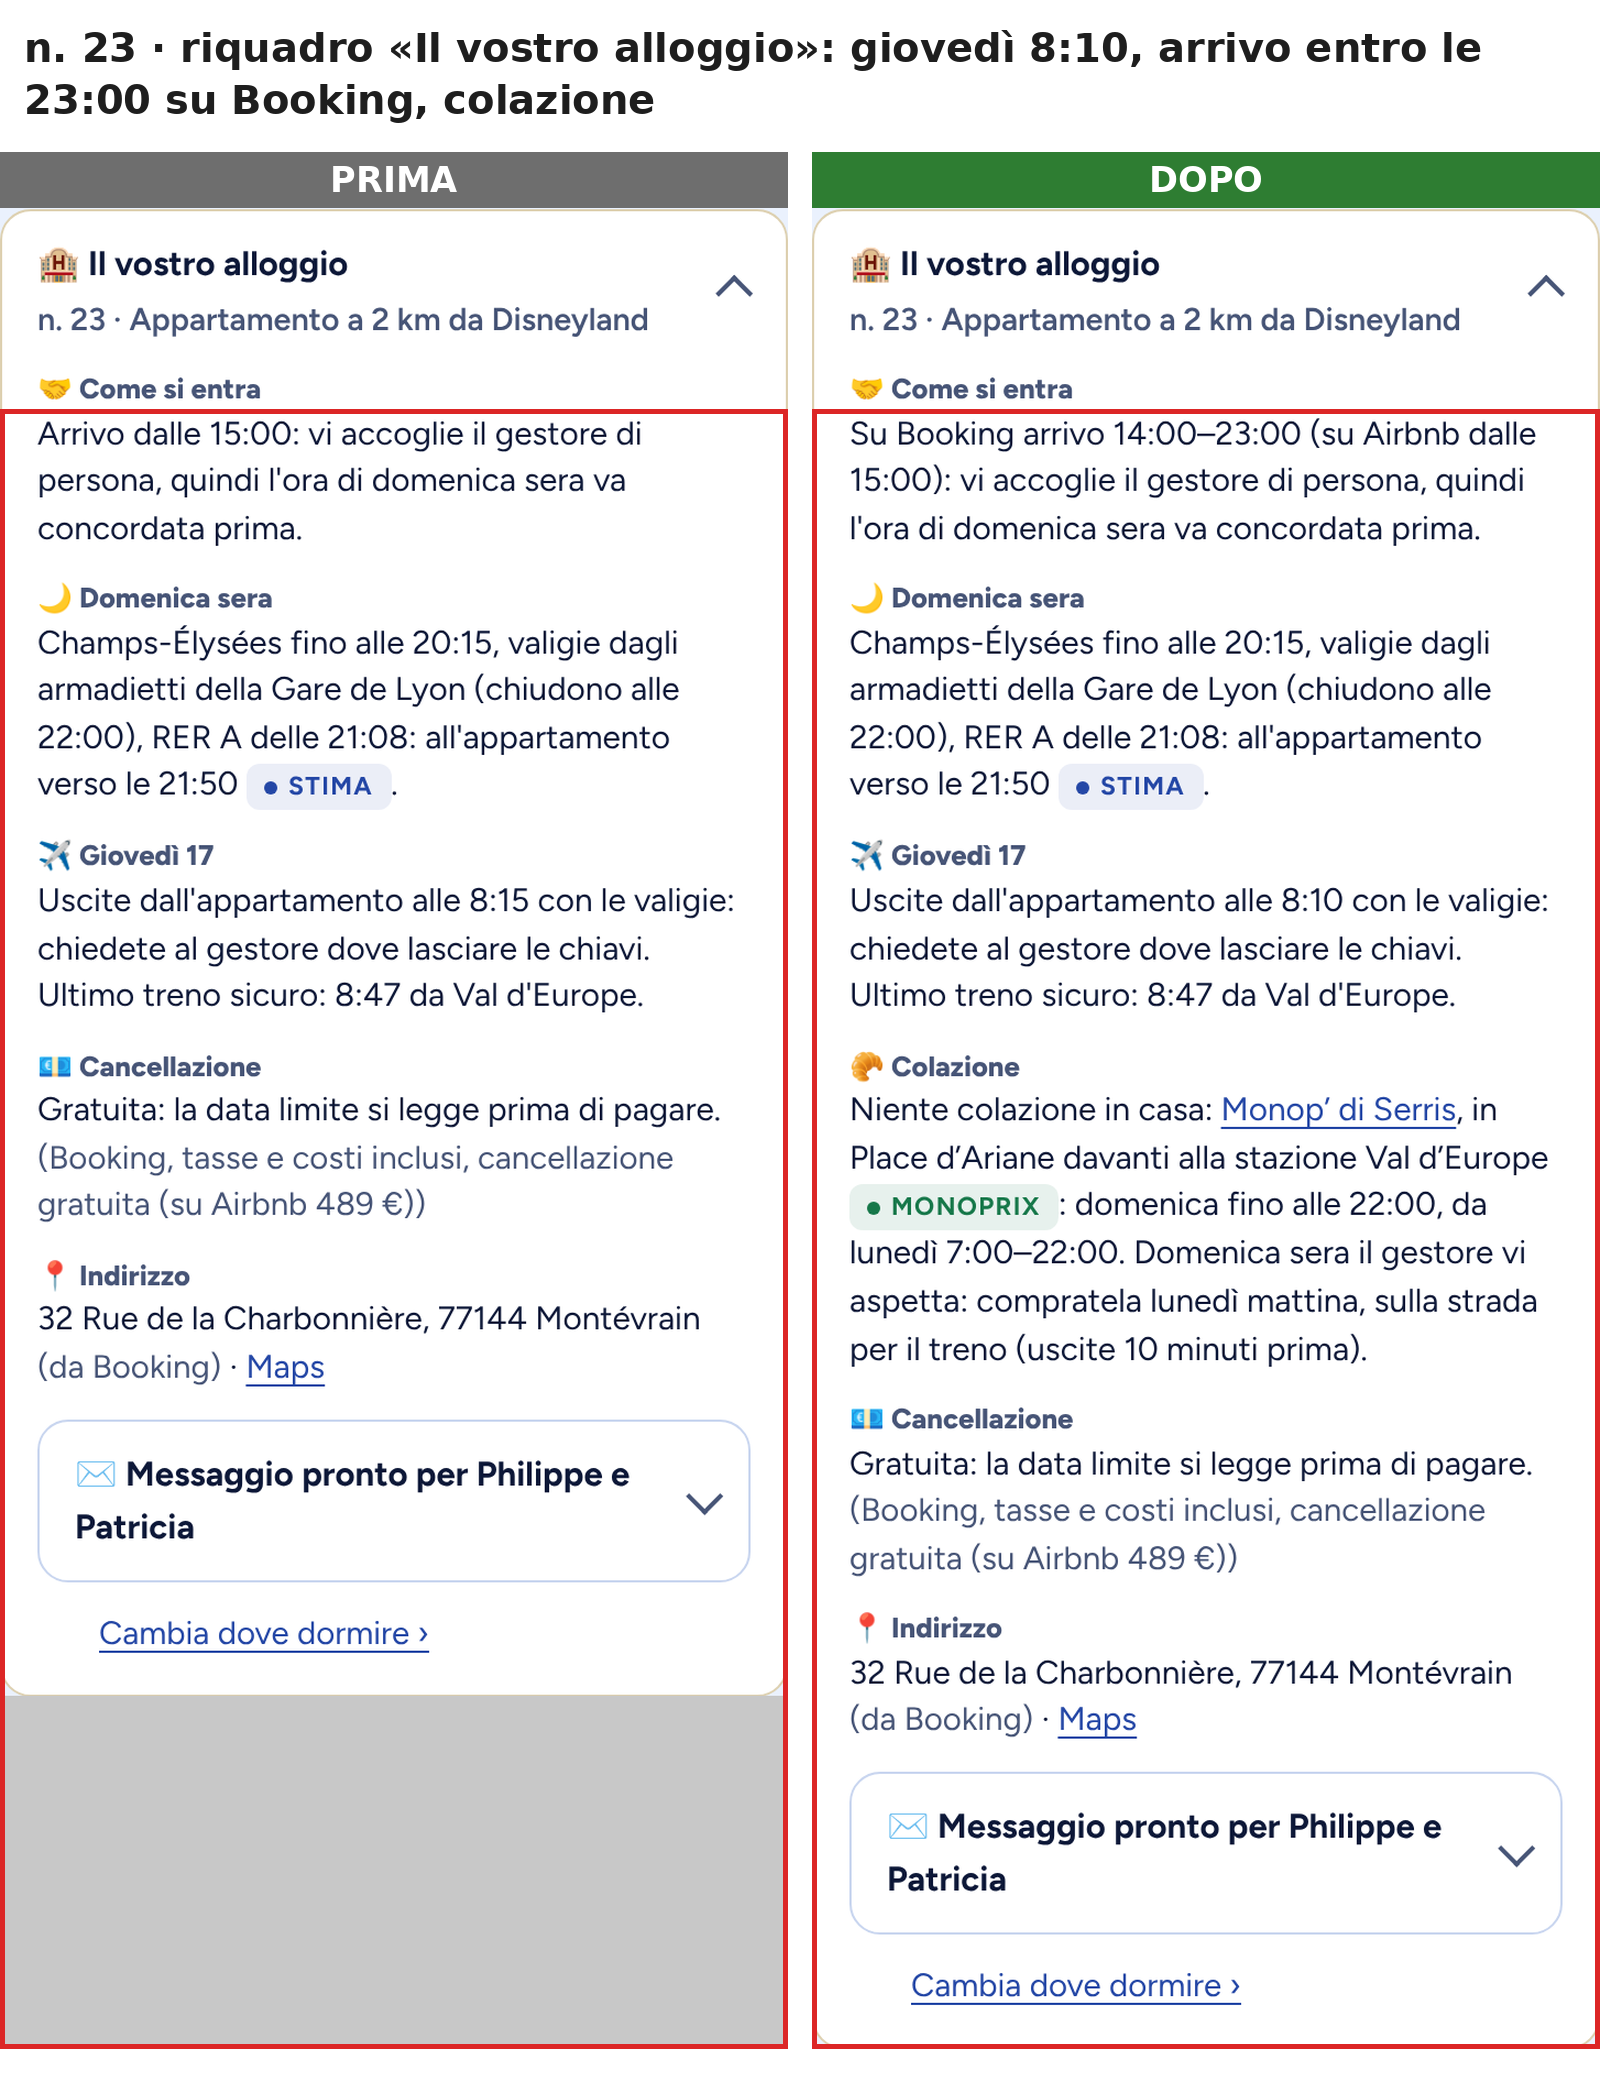 n. 23 · riquadro «Il vostro alloggio»: giovedì 8:10, arrivo entro le
23:00 su Booking, colazione
PRIMA
Il vostro alloggio
n. 23 · Appartamento a 2 km da Disneyland
Come si entra
Arrivo dalle 15:00: vi accoglie il gestore di
persona, quindi l'ora di domenica sera va
concordata prima.
Domenica sera
Champs-Élysées fino alle 20:15, valigie dagli
armadietti della Gare de Lyon (chiudono alle
22:00), RER A delle 21:08: all'appartamento
verso le 21:50 • STIMA.
Giovedì 17
Uscite dall'appartamento alle 8:15 con le valigie:
chiedete al gestore dove lasciare le chiavi.
Ultimo treno sicuro: 8:47 da Val d'Europe.
Cancellazione
Gratuita: la data limite si legge prima di pagare.
(Booking, tasse e costi inclusi, cancellazione
gratuita (su Airbnb 489 €))
Indirizzo
32 Rue de la Charbonnière, 77144 Montévrain
(da Booking) · Maps
Messaggio pronto per Philippe e
Patricia
Cambia dove dormire ›
DOPO
Il vostro alloggio
n. 23 · Appartamento a 2 km da Disneyland
Come si entra
Su Booking arrivo 14:00–23:00 (su Airbnb dalle
15:00): vi accoglie il gestore di persona, quindi
l'ora di domenica sera va concordata prima.
Domenica sera
Champs-Élysées fino alle 20:15, valigie dagli
armadietti della Gare de Lyon (chiudono alle
22:00), RER A delle 21:08: all'appartamento
verso le 21:50 • STIMA.
Giovedì 17
Uscite dall'appartamento alle 8:10 con le valigie:
chiedete al gestore dove lasciare le chiavi.
Ultimo treno sicuro: 8:47 da Val d'Europe.
Colazione
Niente colazione in casa: Monop’ di Serris, in
Place d’Ariane davanti alla stazione Val d’Europe
• MONOPRIX: domenica fino alle 22:00, da
lunedì 7:00–22:00. Domenica sera il gestore vi
aspetta: compratela lunedì mattina, sulla strada
per il treno (uscite 10 minuti prima).
Cancellazione
Gratuita: la data limite si legge prima di pagare.
(Booking, tasse e costi inclusi, cancellazione
gratuita (su Airbnb 489 €))
Indirizzo
32 Rue de la Charbonnière, 77144 Montévrain
(da Booking) · Maps
Messaggio pronto per Philippe e
Patricia
Cambia dove dormire ›